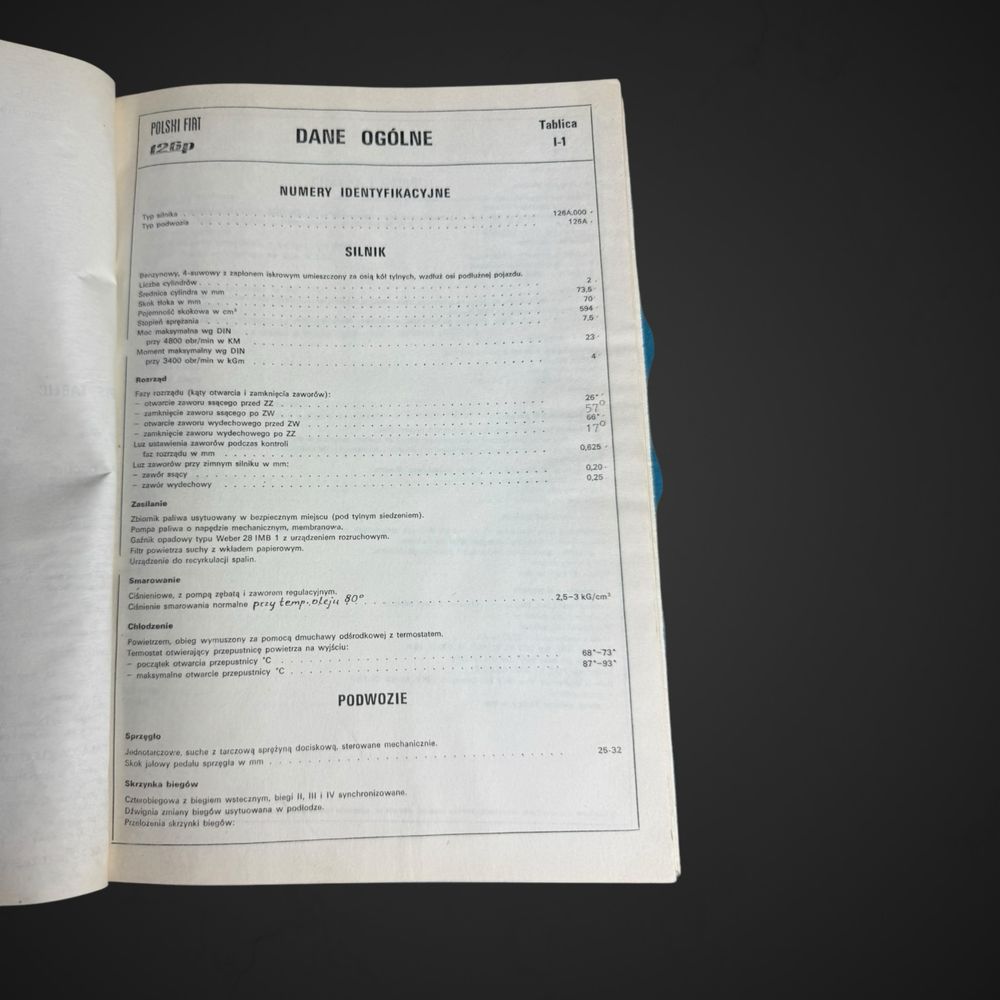 POLSKI FIAT
126p
DANE OGÓLNE
Tablica
I-1
NUMERY IDENTYFIKACYJNE
Typ silnika . . . 126A.000
Typ podwozia . . . 126A
SILNIK
Benzynowy, 4-suwowy z zapłonem iskrowym umieszczony za osią kół tylnych, wzdłuż osi podłużnej pojazdu.
Liczba cylindrów . . . 2
Średnica cylindra w mm . . . 73,5
Skok tłoka w mm . . . 70
Pojemność skokowa w cm³ . . . 594
Stopień sprężania . . . 7,5
Moc maksymalna wg DIN
przy 4800 obr/min w KM . . . 23
Moment maksymalny wg DIN
przy 3400 obr/min w kGm . . . 4
Rozrząd
Fazy rozrządu (kąty otwarcia i zamknięcia zaworów):
– otwarcie zaworu ssącego przed ZZ . . . 26°
– zamknięcie zaworu ssącego po ZW . . . 57°
– otwarcie zaworu wydechowego przed ZW . . . 66°
– zamknięcie zaworu wydechowego po ZZ . . . 17°
Luz ustawienia zaworów podczas kontroli
faz rozrządu w mm . . . 0,625
Luz zaworów przy zimnym silniku w mm:
– zawór ssący . . . 0,20
– zawór wydechowy . . . 0,25
Zasilanie
Zbiornik paliwa usytuowany w bezpiecznym miejscu (pod tylnym siedzeniem).
Pompa paliwa o napędzie mechanicznym, membranowa.
Gaźnik opadowy typu Weber 28 IMB 1 z urządzeniem rozruchowym.
Filtr powietrza suchy z wkładem papierowym.
Urządzenie do recyrkulacji spalin.
Smarowanie
Ciśnieniowe, z pompą zębatą i zaworem regulacyjnym.
Ciśnienie smarowania normalne przy temp. oleju 80° . . . 2,5–3 kG/cm²
Chłodzenie
Powietrzem, obieg wymuszony za pomocą dmuchawy odśrodkowej z termostatem.
Termostat otwierający przepustnicę powietrza na wyjściu:
– początek otwarcia przepustnicy °C . . . 68°–73°
– maksymalne otwarcie przepustnicy °C . . . 87°–93°
PODWOZIE
Sprzęgło
Jednotarczowe, suche z tarczową sprężyną dociskową, sterowane mechanicznie.
Skok jałowy pedału sprzęgła w mm . . . 26-32
Skrzynka biegów
Czterobiegowa z biegiem wstecznym, biegi II, III i IV synchronizowane.
Dźwignia zmiany biegów usytuowana w podłodze.
Przełożenia skrzynki biegów: